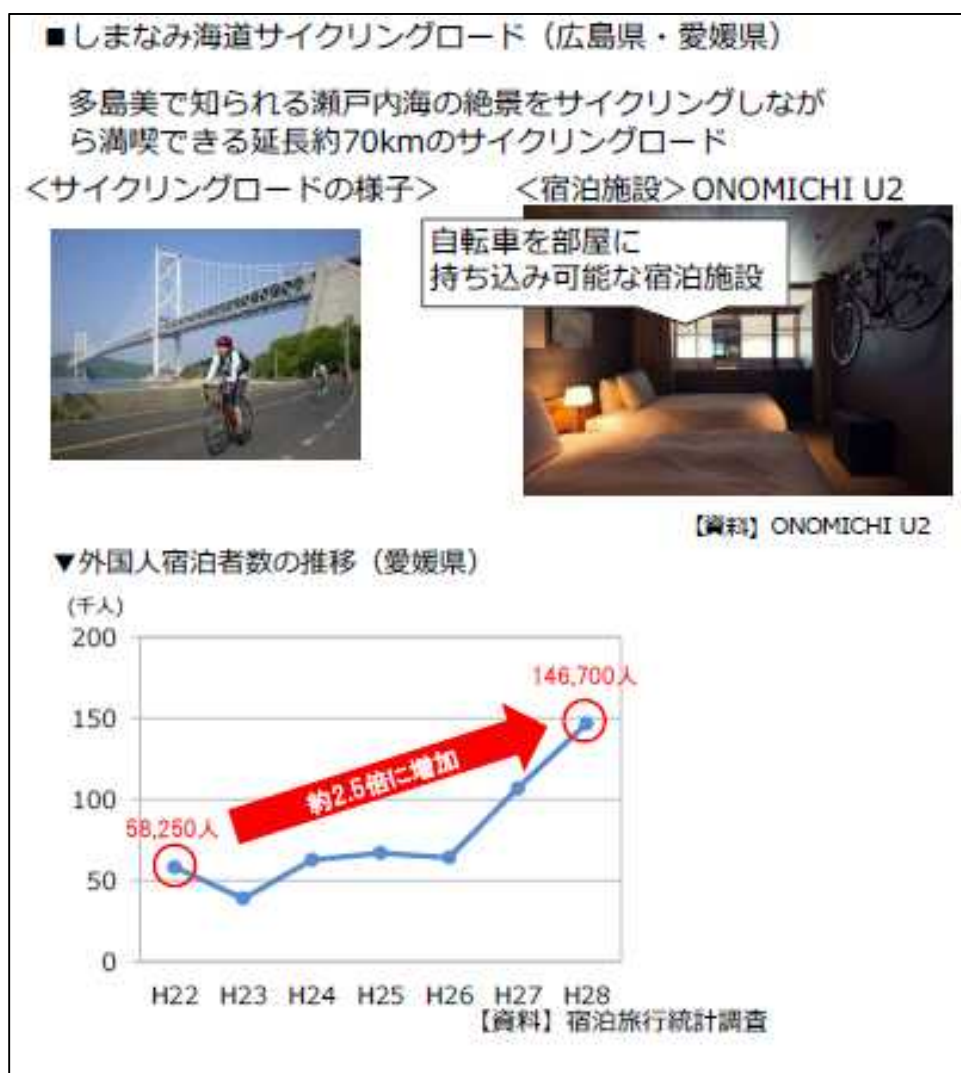 ■しまなみ海道サイクリングロード（広島県・愛媛県）
多島美で知られる瀬戸内海の絶景をサイクリングしなが
ら満喫できる延長約70kmのサイクリングロード
＜サイクリングロードの様子＞
＜宿泊施設＞ONOMICHI U2
自転車を部屋に
持ち込み可能な宿泊施設
【資料】ONOMICHI U2
▼外国人宿泊者数の推移（愛媛県）
(千人)
200
150
100
50
0
146,700人
約2.5倍に増加
58,250人
H22 H23 H24 H25 H26 H27 H28
【資料】宿泊旅行統計調査